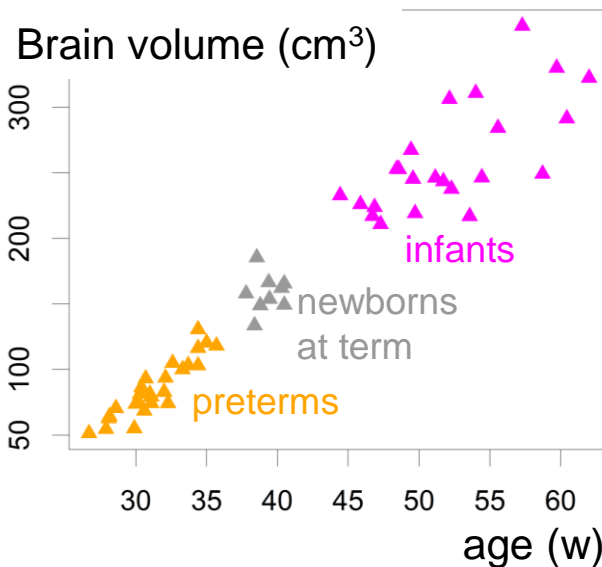 Brain volume (cm³)
300
200
100
50
infants
newborns
at term
preterms
30 35 40 45 50 55 60
age (w)